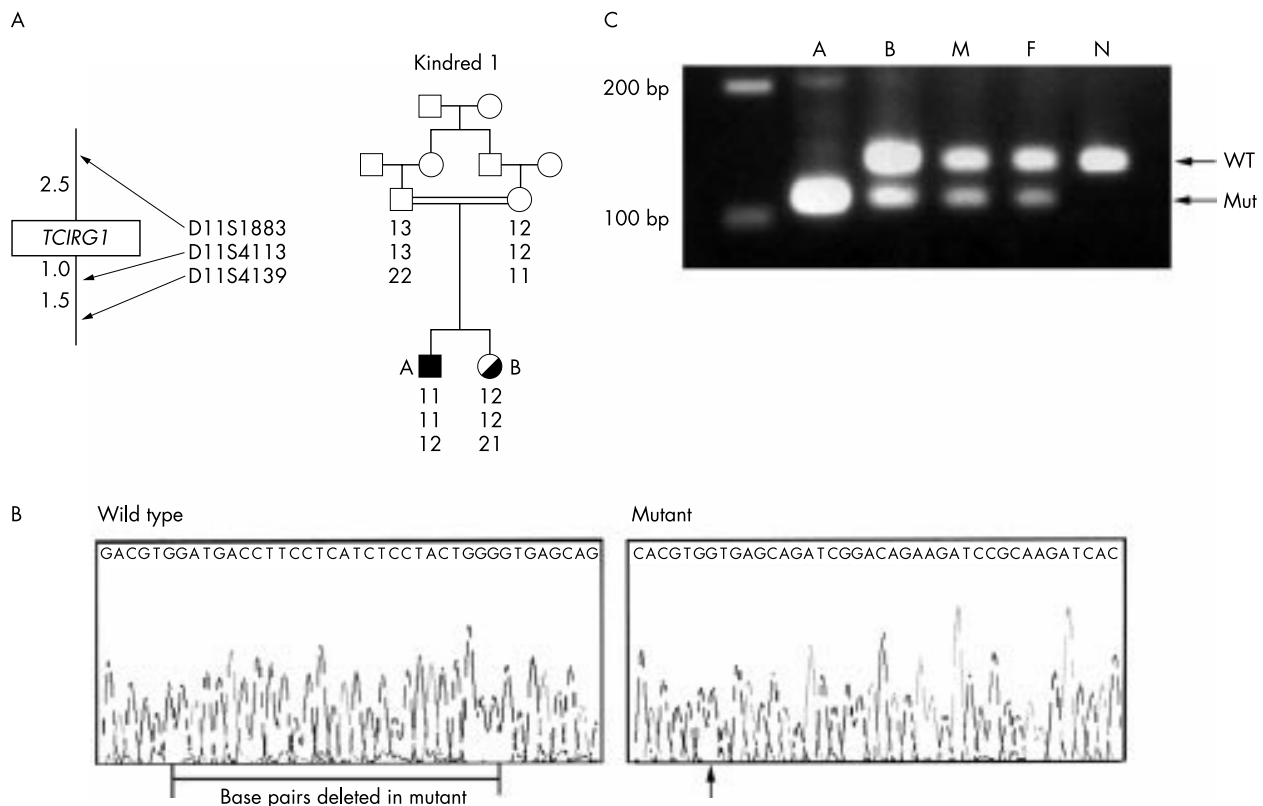 A
Kindred 1
2.5
TCIRG1
1.0
1.5
D11S1883
D11S4113
D11S4139
13
13
22
12
12
11
A
B
11
11
12
12
12
21
C
A B M F N
200 bp
100 bp
WT
Mut
B
Wild type
GACGTGGATGACCTTCCTCATCTCCTACTGGGGTGAGCAG
Base pairs deleted in mutant
Mutant
CACGTGGTGAGCAGATCGGACAGAAGATCCGCAAGATCAC